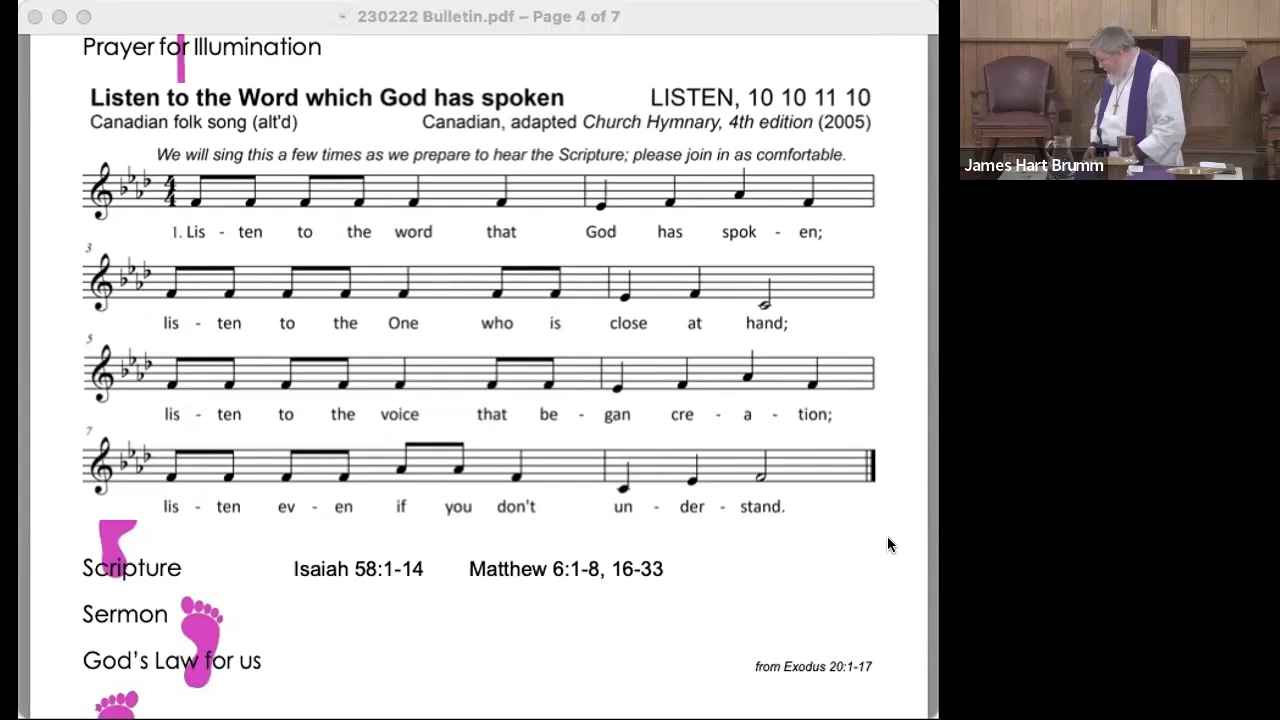 230222 Bulletin.pdf – Page 4 of 7
Prayer for Illumination
Listen to the Word which God has spoken LISTEN, 10 10 11 10
Canadian folk song (alt'd) Canadian, adapted Church Hymnary, 4th edition (2005)
We will sing this a few times as we prepare to hear the Scripture; please join in as comfortable.
4 4
1. Lis - ten to the word that God has spok - en;
3
lis - ten to the One who is close at hand;
5
lis - ten to the voice that be - gan cre - a - tion;
7
lis - ten ev - en if you don't un - der - stand.
Scripture Isaiah 58:1-14 Matthew 6:1-8, 16-33
Sermon
God's Law for us from Exodus 20:1-17
James Hart Brumm